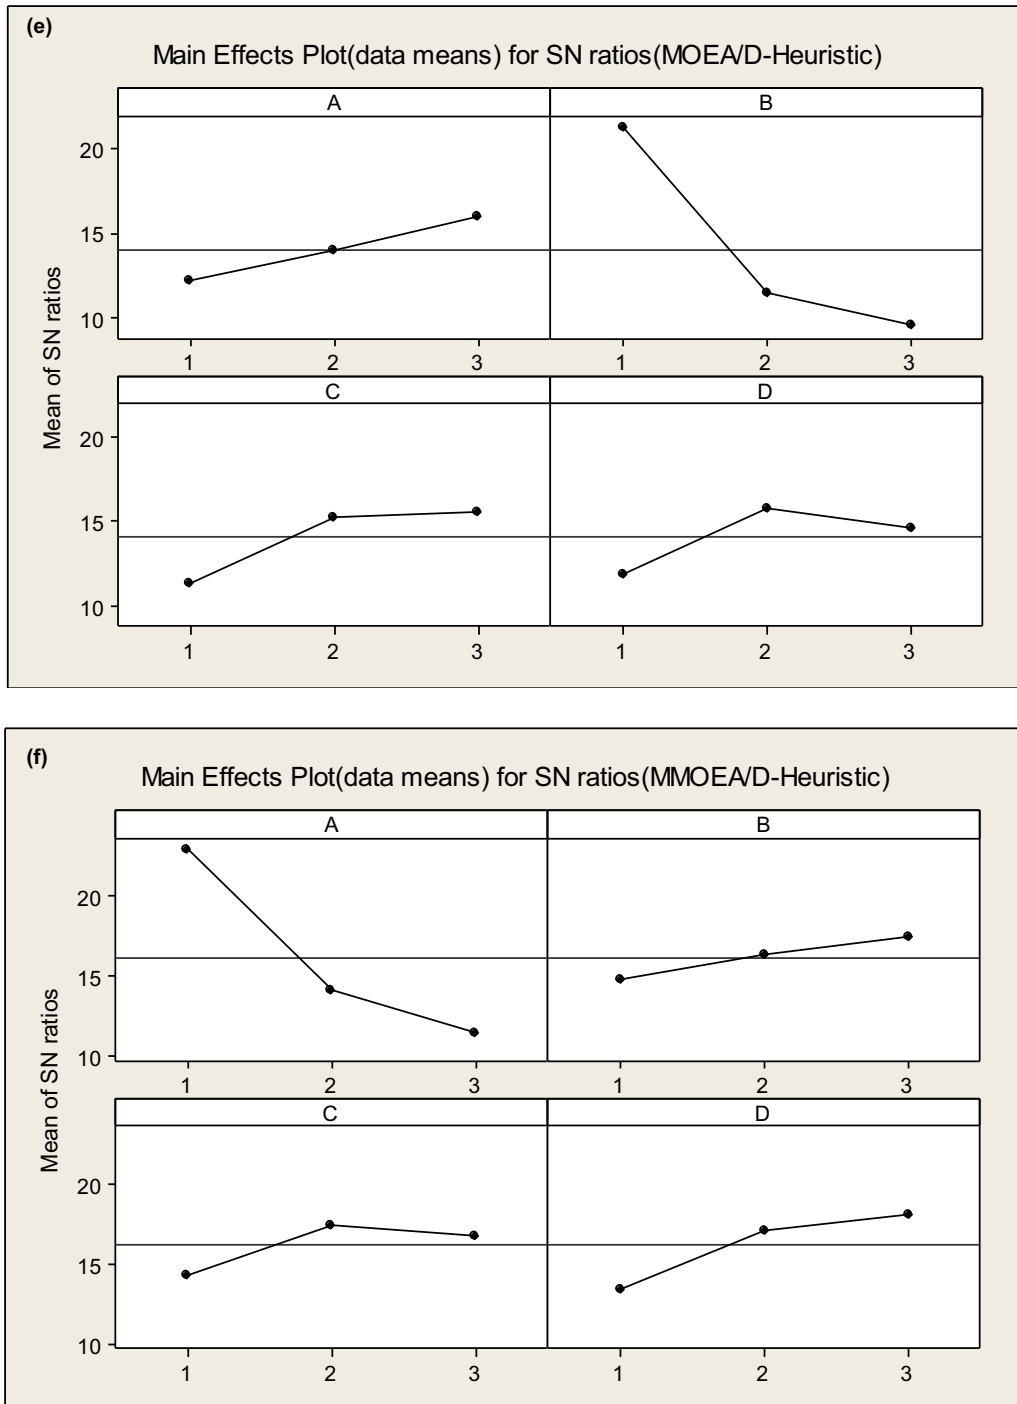 (e)
Main Effects Plot(data means) for SN ratios(MOEA/D-Heuristic)
Mean of SN ratios
A B
20
15
10
1 2 3 1 2 3
C D
20
15
10
1 2 3 1 2 3
(f)
Main Effects Plot(data means) for SN ratios(MMOEA/D-Heuristic)
Mean of SN ratios
A B
20
15
10
1 2 3 1 2 3
C D
20
15
10
1 2 3 1 2 3